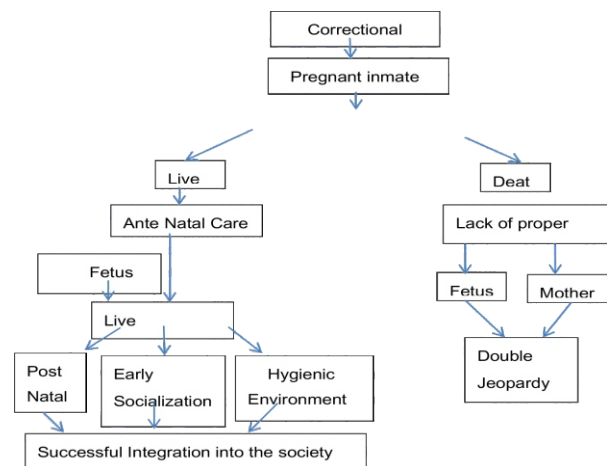 Correctional
Pregnant inmate
Live
Deat
Ante Natal Care
Lack of proper
Fetus
Fetus
Mother
Live
Post
Natal
Early
Socialization
Hygienic
Environment
Double
Jeopardy
Successful Integration into the society